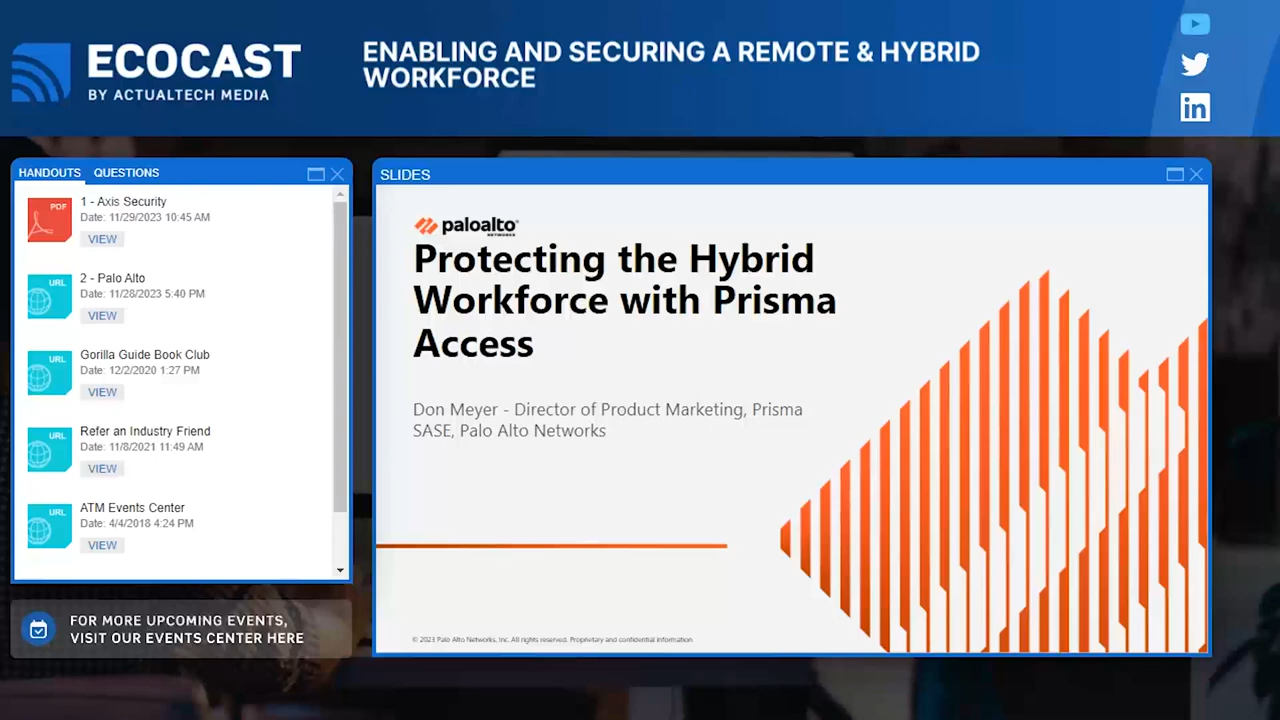 ECOCAST
BY ACTUALTECH MEDIA
ENABLING AND SECURING A REMOTE & HYBRID
WORKFORCE
in
HANDOUTS QUESTIONS
PDF
1 - Axis Security
Date: 11/29/2023 10:45 AM
VIEW
URL
2 - Palo Alto
Date: 11/28/2023 5:40 PM
VIEW
URL
Gorilla Guide Book Club
Date: 12/2/2020 1:27 PM
VIEW
URL
Refer an Industry Friend
Date: 11/8/2021 11:49 AM
VIEW
URL
ATM Events Center
Date: 4/4/2018 4:24 PM
VIEW
FOR MORE UPCOMING EVENTS,
VISIT OUR EVENTS CENTER HERE
SLIDES
paloalto
NETWORKS
Protecting the Hybrid
Workforce with Prisma
Access
Don Meyer - Director of Product Marketing, Prisma
SASE, Palo Alto Networks
© 2023 Palo Alto Networks, Inc. All rights reserved. Proprietary and confidential information.